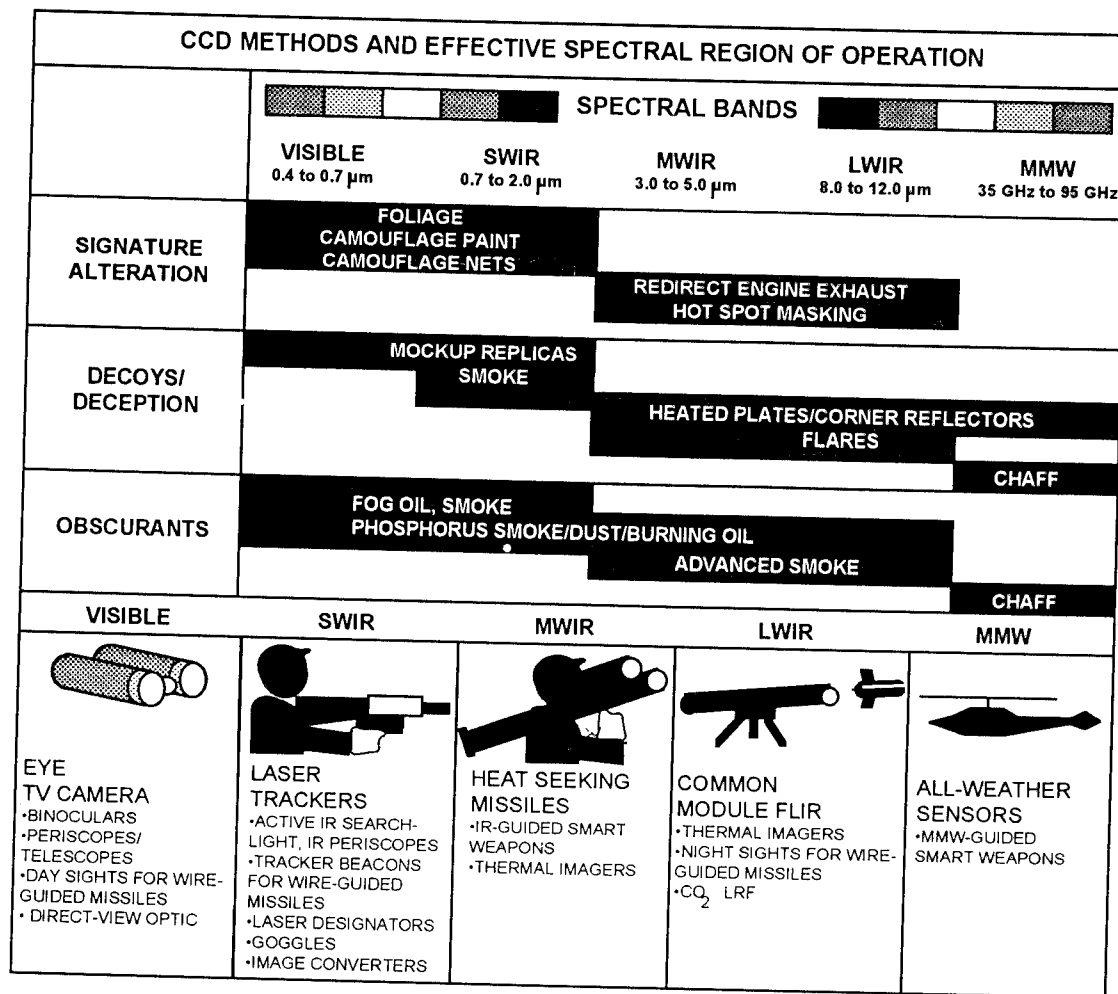 CCD METHODS AND EFFECTIVE SPECTRAL REGION OF OPERATION
SPECTRAL BANDS
VISIBLE
0.4 to 0.7 µm
SWIR
0.7 to 2.0 µm
MWIR
3.0 to 5.0 µm
LWIR
8.0 to 12.0 µm
MMW
35 GHz to 95 GHz
SIGNATURE
ALTERATION
FOLIAGE
CAMOUFLAGE PAINT
CAMOUFLAGE NETS
REDIRECT ENGINE EXHAUST
HOT SPOT MASKING
DECOYS/
DECEPTION
MOCKUP REPLICAS
SMOKE
HEATED PLATES/CORNER REFLECTORS
FLARES
CHAFF
OBSCURANTS
FOG OIL, SMOKE
PHOSPHORUS SMOKE/DUST/BURNING OIL
ADVANCED SMOKE
CHAFF
VISIBLE
SWIR
MWIR
LWIR
MMW
EYE
TV CAMERA
•BINOCULARS
•PERISCOPES/
TELESCOPES
•DAY SIGHTS FOR WIRE-
GUIDED MISSILES
• DIRECT-VIEW OPTIC
LASER
TRACKERS
•ACTIVE IR SEARCH-
LIGHT, IR PERISCOPES
•TRACKER BEACONS
FOR WIRE-GUIDED
MISSILES
•LASER DESIGNATORS
•GOGGLES
•IMAGE CONVERTERS
HEAT SEEKING
MISSILES
•IR-GUIDED SMART
WEAPONS
•THERMAL IMAGERS
COMMON
MODULE FLIR
•THERMAL IMAGERS
•NIGHT SIGHTS FOR WIRE-
GUIDED MISSILES
•CO2 LRF
ALL-WEATHER
SENSORS
•MMW-GUIDED
SMART WEAPONS